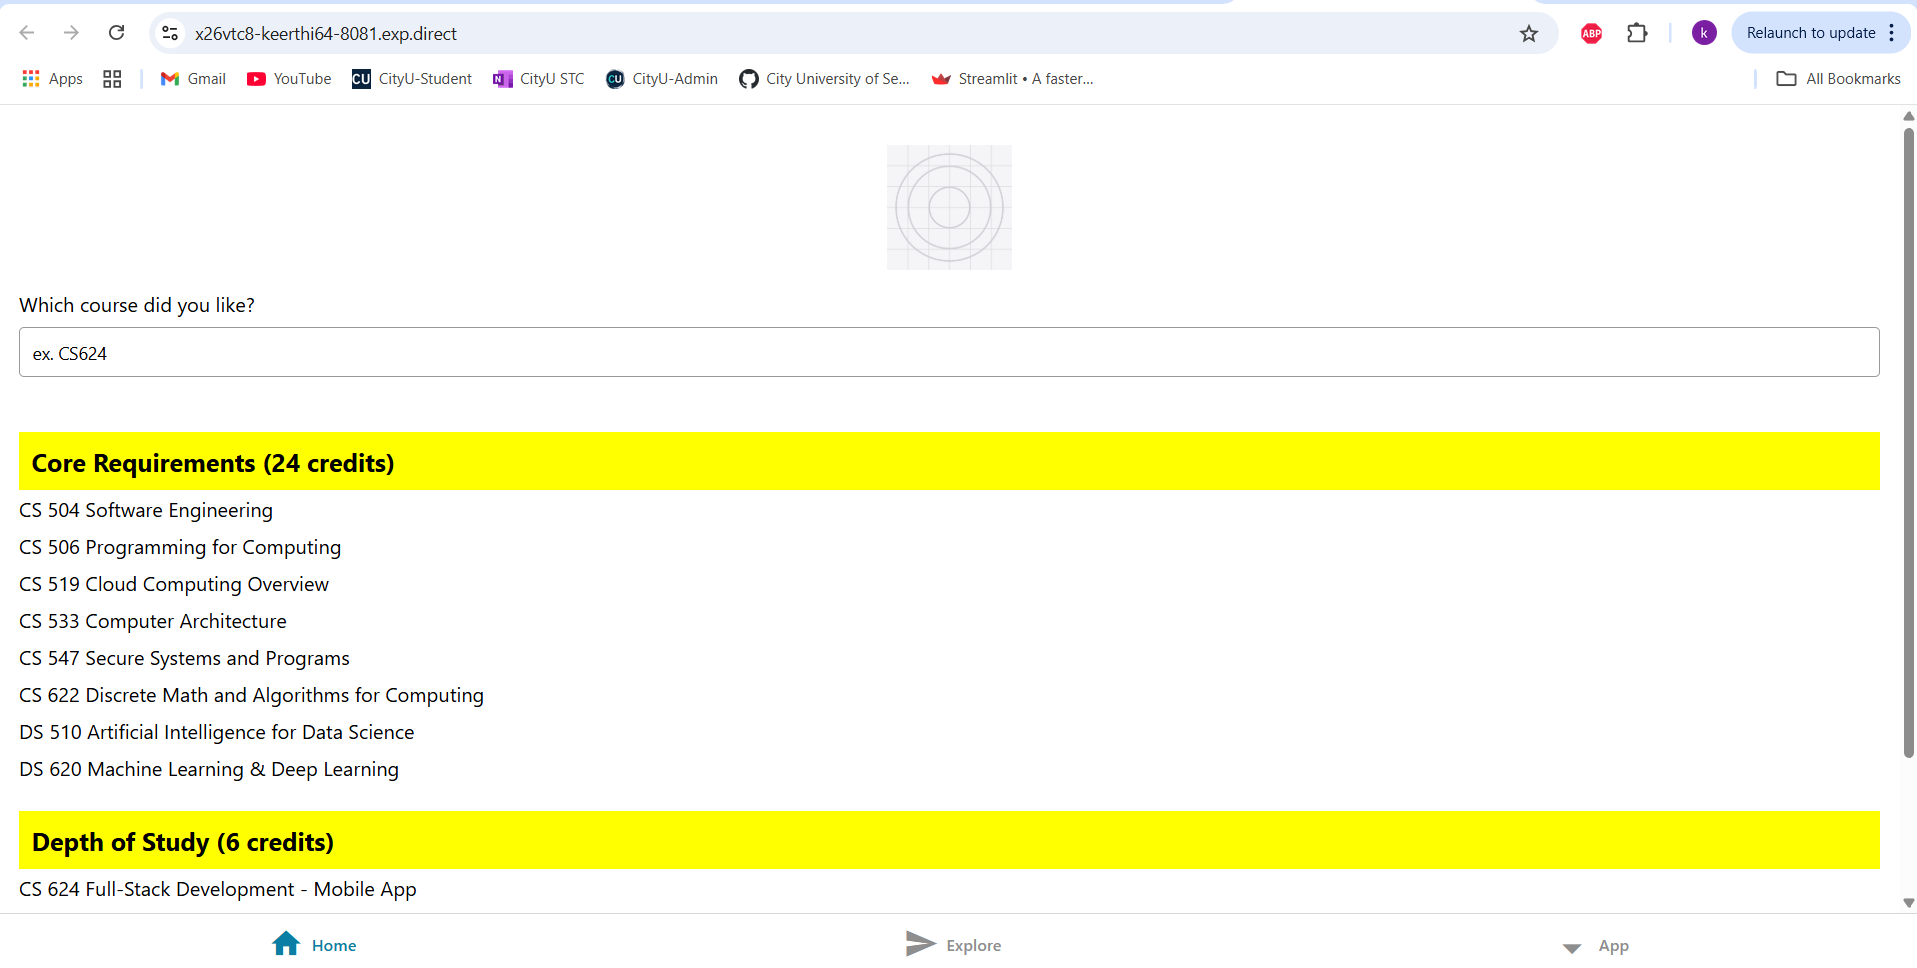 x26vtc8-keerthi64-8081.exp.direct
ABP
k
Relaunch to update
Apps
Gmail
YouTube
CU CityU-Student
N CityU STC
CU CityU-Admin
City University of Se...
Streamlit • A faster...
All Bookmarks
Which course did you like?
ex. CS624
Core Requirements (24 credits)
CS 504 Software Engineering
CS 506 Programming for Computing
CS 519 Cloud Computing Overview
CS 533 Computer Architecture
CS 547 Secure Systems and Programs
CS 622 Discrete Math and Algorithms for Computing
DS 510 Artificial Intelligence for Data Science
DS 620 Machine Learning & Deep Learning
Depth of Study (6 credits)
CS 624 Full-Stack Development - Mobile App
Home
Explore
App